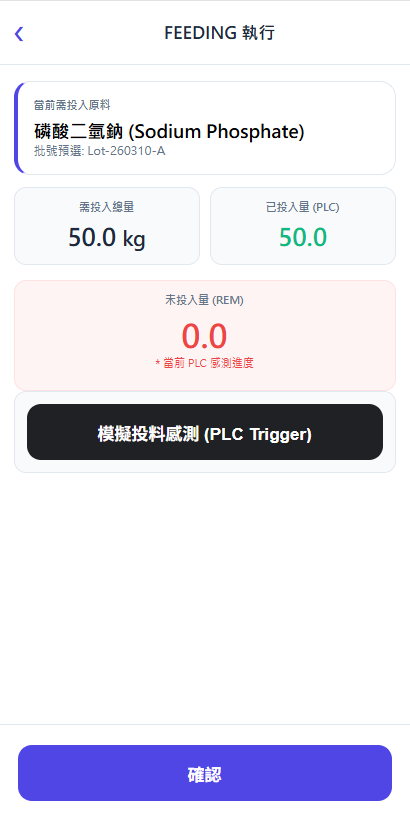 FEEDING 執行
當前需投入原料
磷酸二氫鈉 (Sodium Phosphate)
批號預選: Lot-260310-A
需投入總量
50.0 kg
已投入量 (PLC)
50.0
未投入量 (REM)
0.0
* 當前 PLC 感測進度
模擬投料感測 (PLC Trigger)
確認